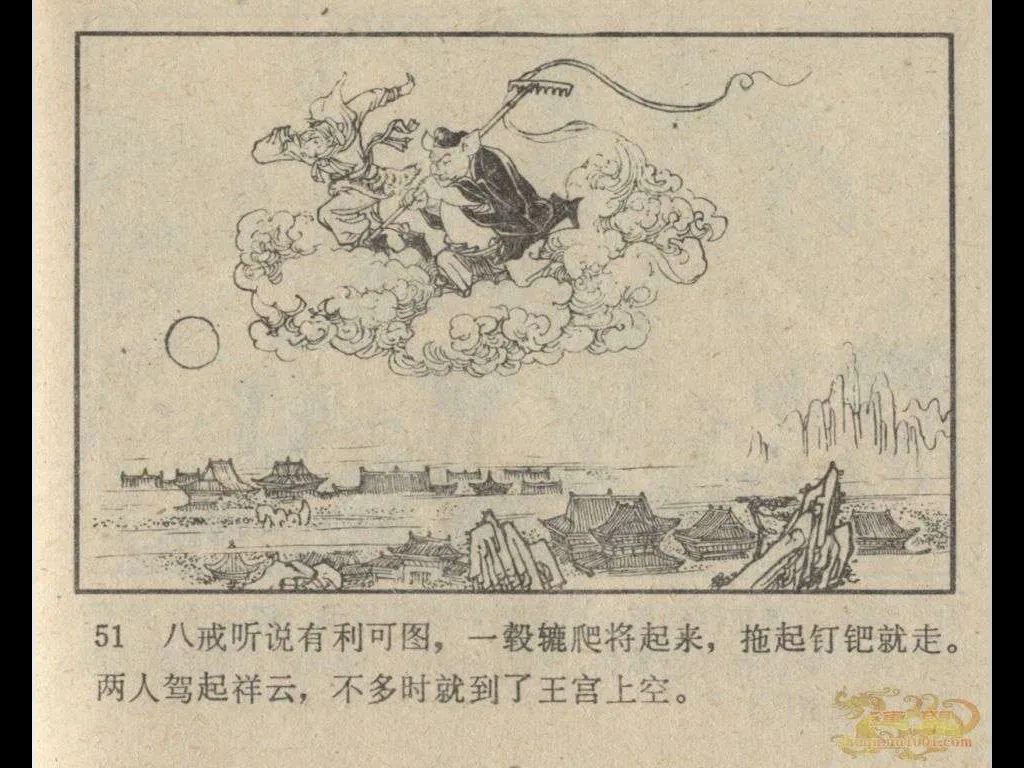 51 八戒听说有利可图，一毂辘爬将起来，拖起钉钯就走。
两人驾起祥云，不多时就到了王宫上空。